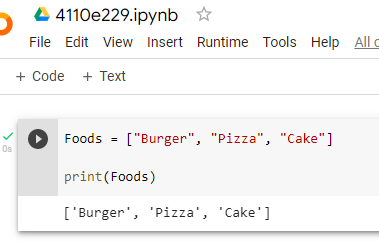 4110e229.ipynb
File Edit View Insert Runtime Tools Help All c
+ Code + Text
0s
Foods = ["Burger", "Pizza", "Cake"]
print(Foods)
['Burger', 'Pizza', 'Cake']